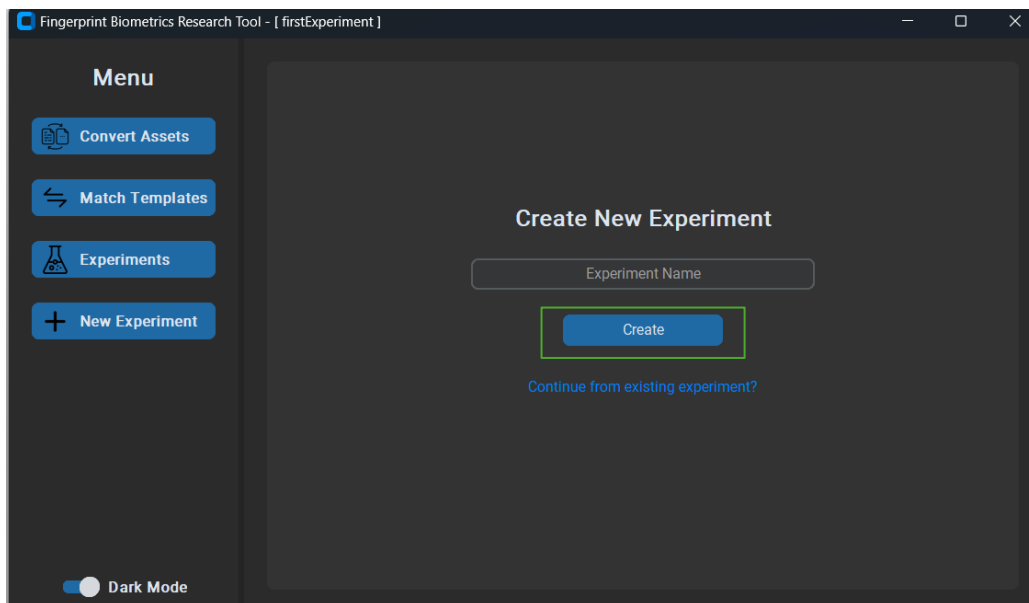 Fingerprint Biometrics Research Tool - [ firstExperiment ]
Menu
Convert Assets
Match Templates
Experiments
New Experiment
Dark Mode
Create New Experiment
Experiment Name
Create
Continue from existing experiment?